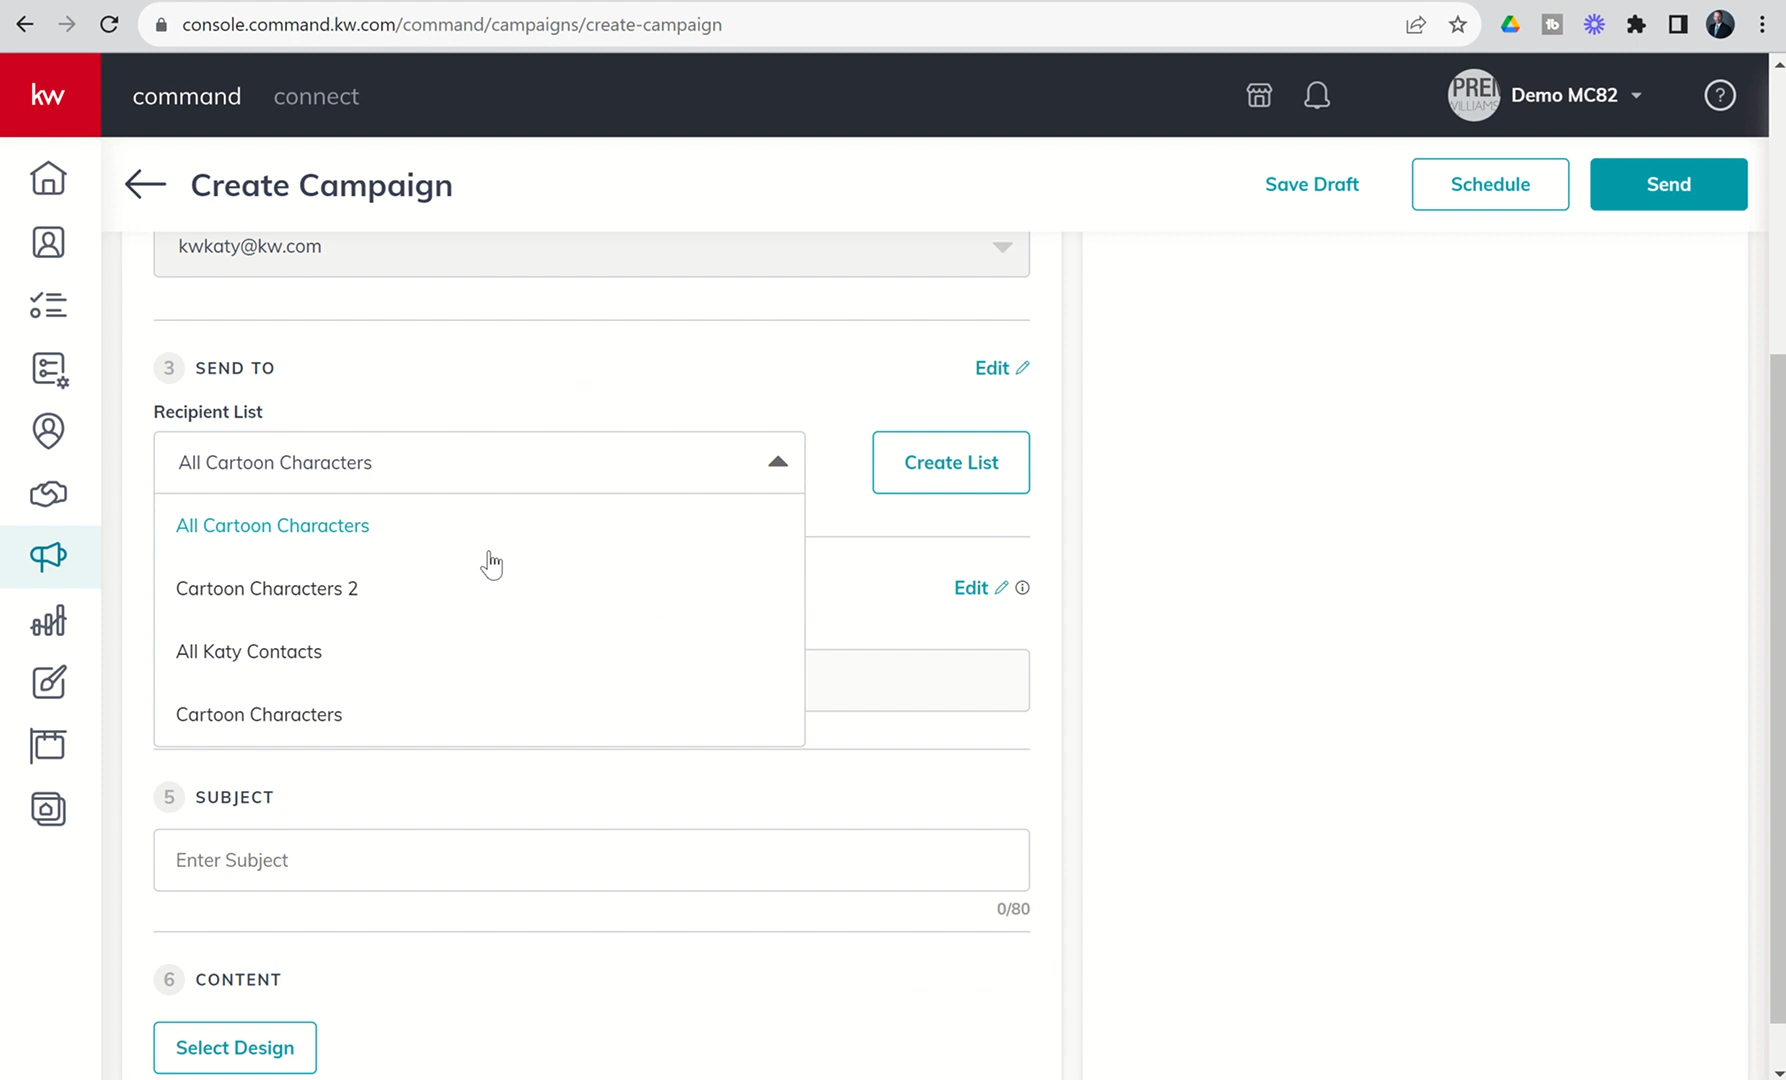 console.command.kw.com/command/campaigns/create-campaign
kw
command
connect
PREM
WILLIAMS
Demo MC82
Create Campaign
Save Draft
Schedule
Send
kwkaty@kw.com
3 SEND TO
Edit
Recipient List
All Cartoon Characters
Create List
All Cartoon Characters
Cartoon Characters 2
Edit
All Katy Contacts
Cartoon Characters
5 SUBJECT
Enter Subject
0/80
6 CONTENT
Select Design